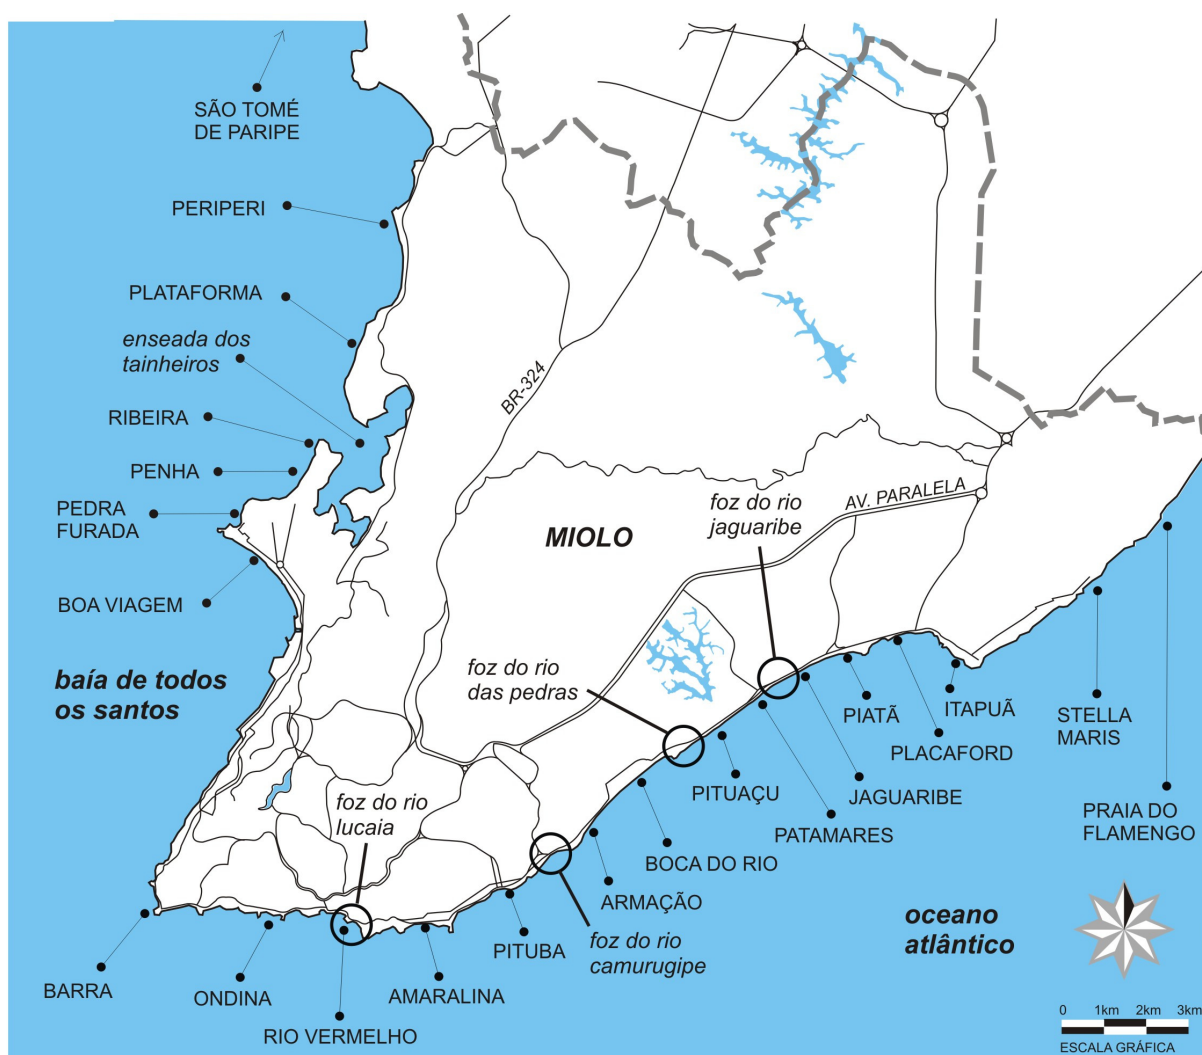 SÃO TOMÉ
DE PARIPE
PERIPERI
PLATAFORMA
enseada dos
tainheiros
RIBEIRA
PENHA
PEDRA
FURADA
BOA VIAGEM
baía de todos
os santos
BR-324
MIOLO
AV. PARALELA
foz do rio
jaguaribe
foz do rio
das pedras
foz do rio
lucaia
foz do rio
camurugipe
BARRA
ONDINA
RIO VERMELHO
AMARALINA
PITUBA
ARMAÇÃO
BOCA DO RIO
PITUAÇU
PATAMARES
JAGUARIBE
PIATÃ
PLACAFORD
ITAPUÃ
STELLA
MARIS
PRAIA DO
FLAMENGO
oceano
atlântico
0 1km 2km 3km
ESCALA GRÁFICA